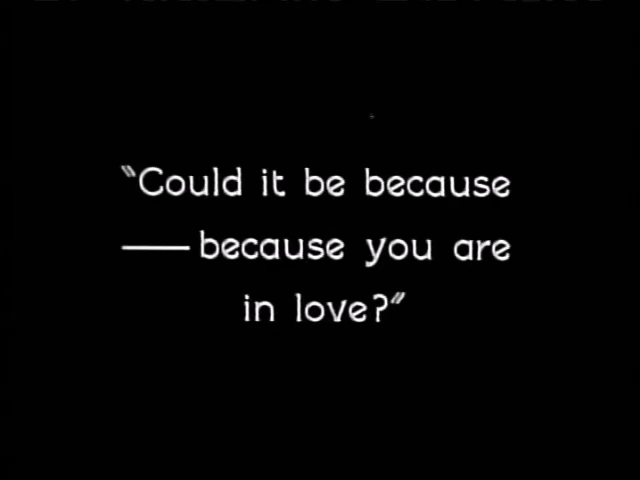 “Could it be because
——because you are
in love?”